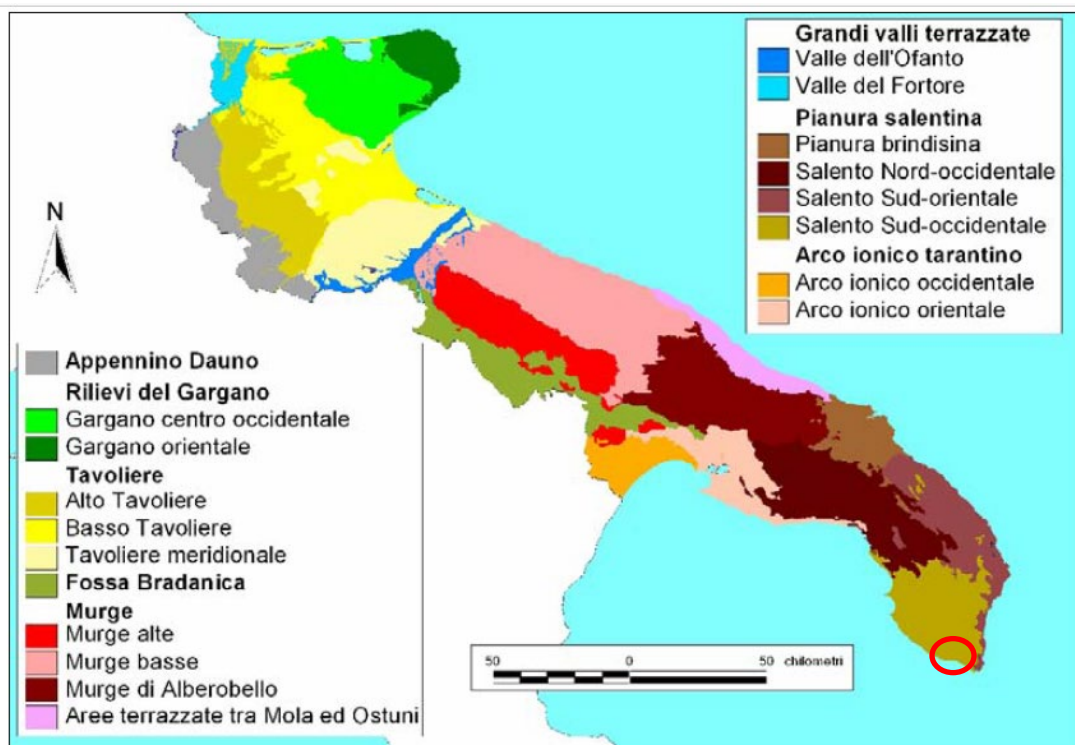 Grandi valli terrazzate
Valle dell'Ofanto
Valle del Fortore
Pianura salentina
Pianura brindisina
Salento Nord-occidentale
Salento Sud-orientale
Salento Sud-occidentale
Arco ionico tarantino
Arco ionico occidentale
Arco ionico orientale
N
Appennino Dauno
Rilievi del Gargano
Gargano centro occidentale
Gargano orientale
Tavoliere
Alto Tavoliere
Basso Tavoliere
Tavoliere meridionale
Fossa Bradanica
Murge
Murge alte
Murge basse
Murge di Alberobello
Aree terrazzate tra Mola ed Ostuni
50 0 50 chilometri